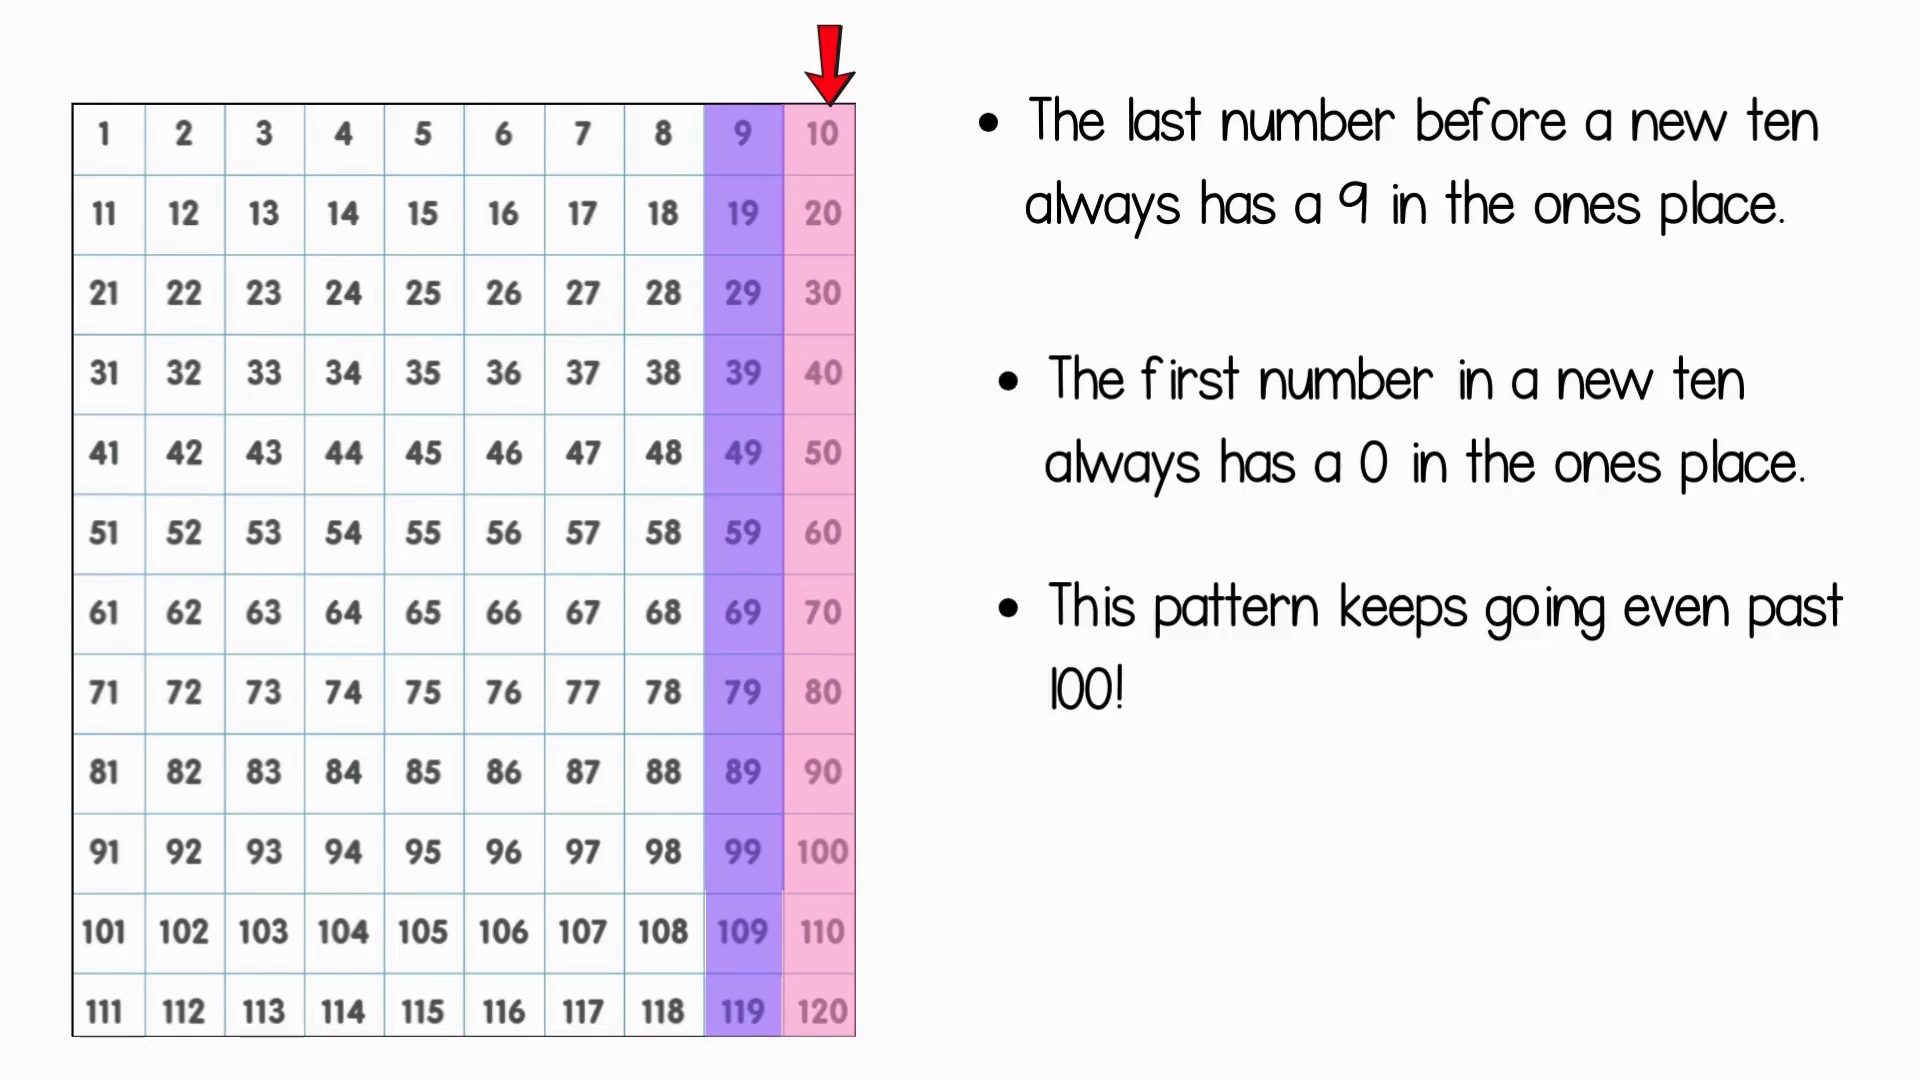 1 2 3 4 5 6 7 8 9 10
11 12 13 14 15 16 17 18 19 20
21 22 23 24 25 26 27 28 29 30
31 32 33 34 35 36 37 38 39 40
41 42 43 44 45 46 47 48 49 50
51 52 53 54 55 56 57 58 59 60
61 62 63 64 65 66 67 68 69 70
71 72 73 74 75 76 77 78 79 80
81 82 83 84 85 86 87 88 89 90
91 92 93 94 95 96 97 98 99 100
101 102 103 104 105 106 107 108 109 110
111 112 113 114 115 116 117 118 119 120
• The last number before a new ten
always has a 9 in the ones place.
• The first number in a new ten
always has a 0 in the ones place.
• This pattern keeps going even past
100!